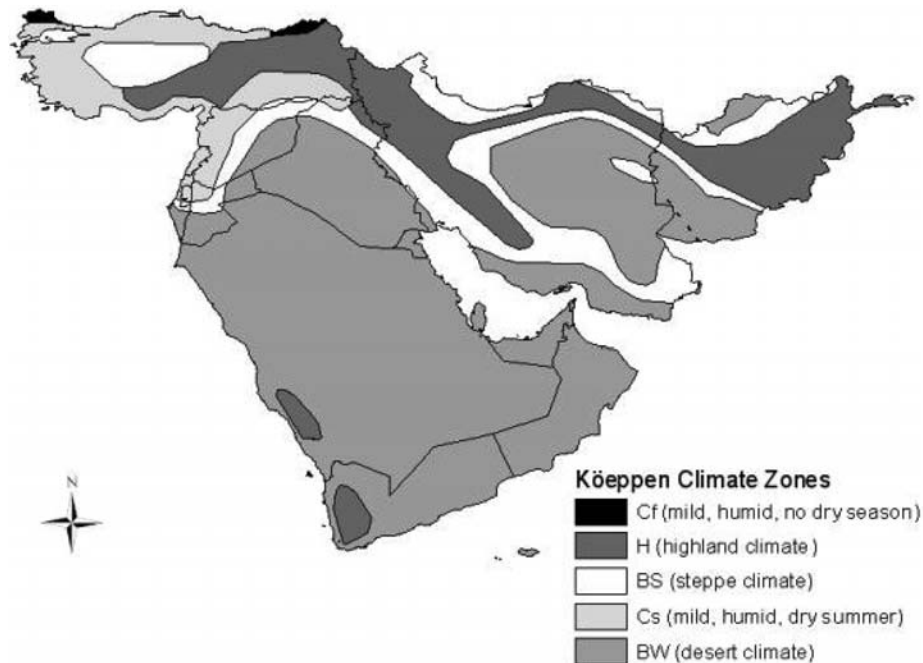 N
Köeppen Climate Zones
Cf (mild, humid, no dry season)
H (highland climate)
BS (steppe climate)
Cs (mild, humid, dry summer)
BW (desert climate)